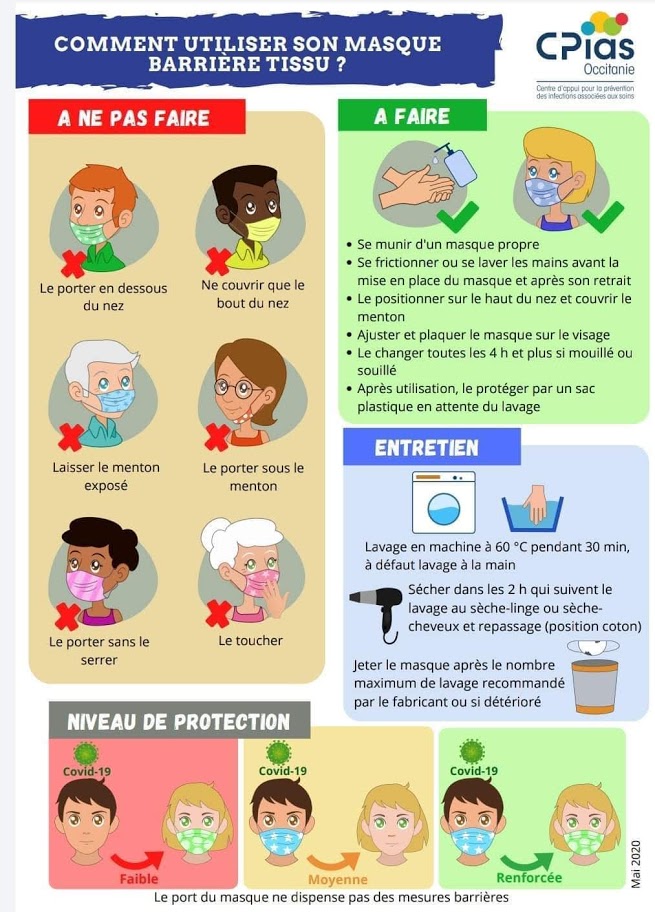 COMMENT UTILISER SON MASQUE
BARRIÈRE TISSU ?
CPias
Occitanie
Centre d'appui pour la prévention
des infections associées aux soins
A NE PAS FAIRE
Le porter en dessous
du nez
Ne couvrir que le
bout du nez
Laisser le menton
exposé
Le porter sous le
menton
Le porter sans le
serrer
Le toucher
A FAIRE
• Se munir d'un masque propre
• Se frictionner ou se laver les mains avant la
mise en place du masque et après son retrait
• Le positionner sur le haut du nez et couvrir le
menton
• Ajuster et plaquer le masque sur le visage
• Le changer toutes les 4 h et plus si mouillé ou
souillé
• Après utilisation, le protéger par un sac
plastique en attente du lavage
ENTRETIEN
Lavage en machine à 60 °C pendant 30 min,
à défaut lavage à la main
Sécher dans les 2 h qui suivent le
lavage au sèche-linge ou sèche-
cheveux et repassage (position coton)
Jeter le masque après le nombre
maximum de lavage recommandé
par le fabricant ou si détérioré
NIVEAU DE PROTECTION
Covid-19
Faible
Covid-19
Moyenne
Covid-19
Renforcée
Mai 2020
Le port du masque ne dispense pas des mesures barrières